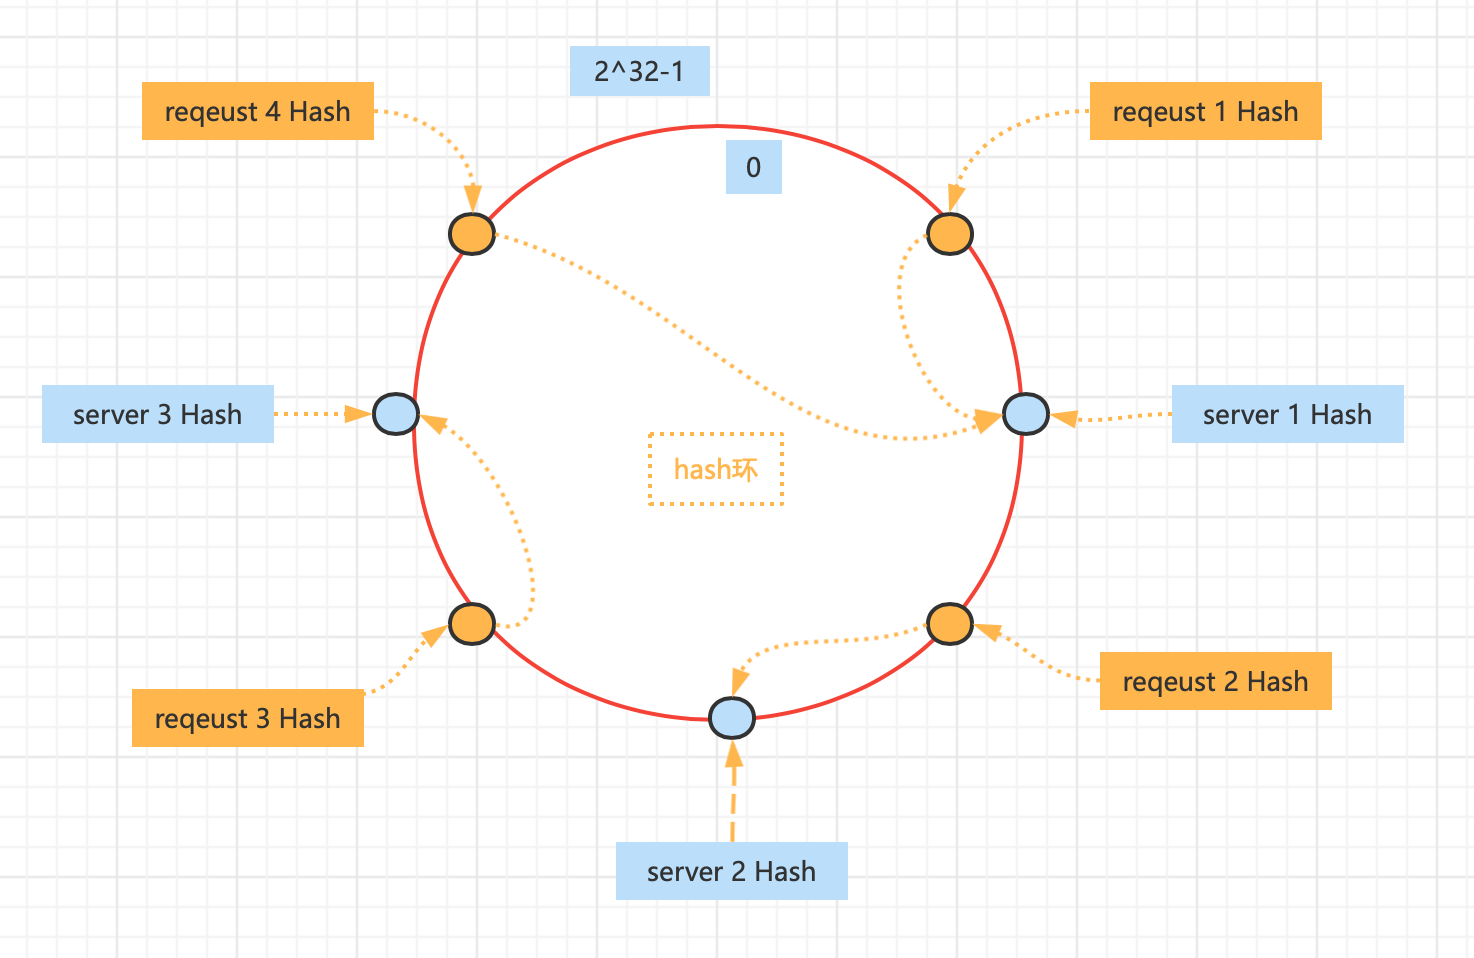 2^32-1
reqeust 4 Hash
reqeust 1 Hash
0
server 3 Hash
server 1 Hash
hash环
reqeust 2 Hash
reqeust 3 Hash
server 2 Hash